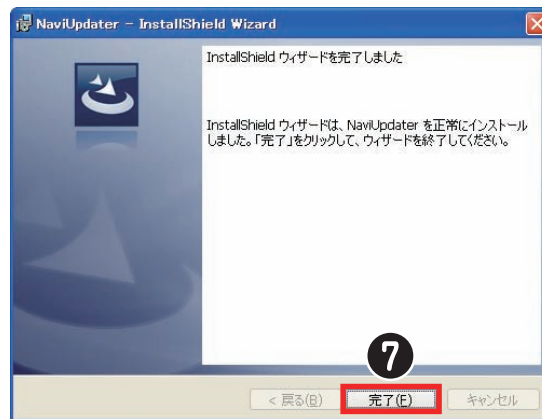 NaviUpdater - InstallShield Wizard
InstallShield ウィザードを完了しました
InstallShield ウィザードは、NaviUpdater を正常にインストール
しました。「完了」をクリックして、ウィザードを終了してください。
7
< 戻る(B)
完了(F)
キャンセル